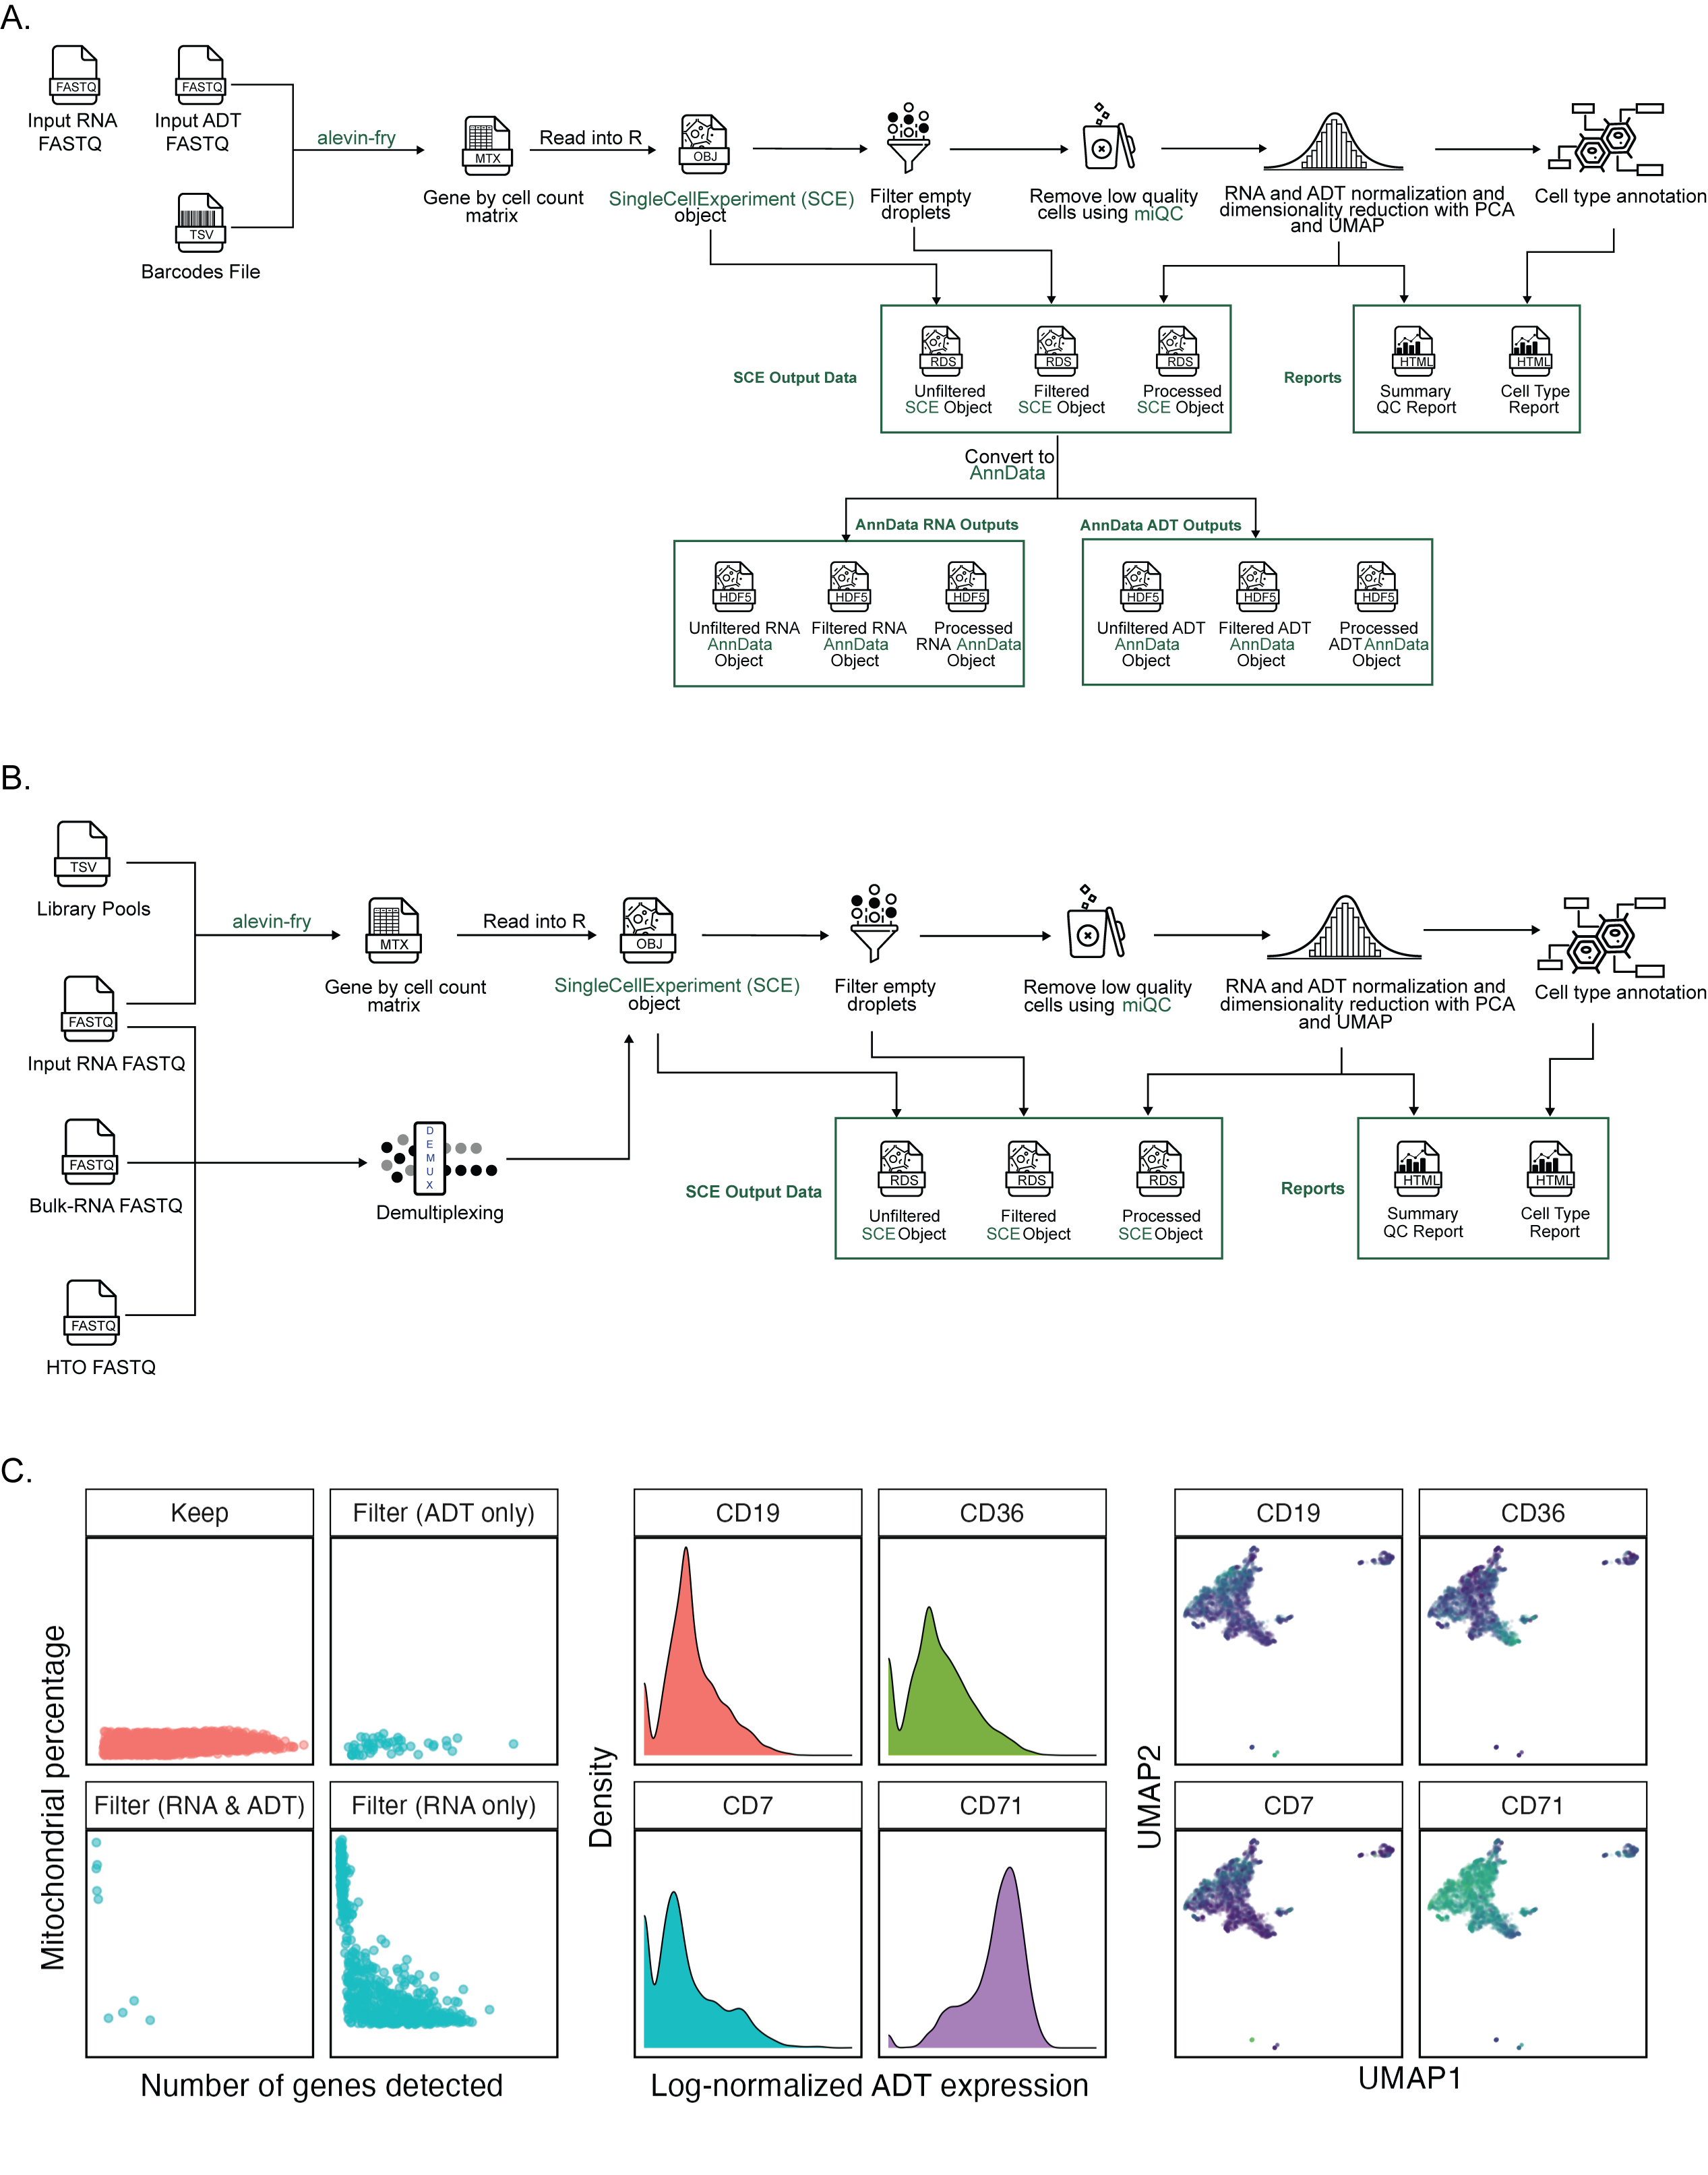 A.
FASTQ
Input RNA
FASTQ
FASTQ
Input ADT
FASTQ
TSV
Barcodes File
alevin-fry
MTX
Gene by cell count
matrix
Read into R
OBJ
SingleCellExperiment (SCE)
object
Filter empty
droplets
Remove low quality
cells using miQC
RNA and ADT normalization and
dimensionality reduction with PCA
and UMAP
Cell type annotation
SCE Output Data
RDS
Unfiltered
SCE Object
RDS
Filtered
SCE Object
RDS
Processed
SCE Object
Reports
HTML
Summary
QC Report
HTML
Cell Type
Report
Convert to
AnnData
AnnData RNA Outputs
HDF5
Unfiltered RNA
AnnData
Object
HDF5
Filtered RNA
AnnData
Object
HDF5
Processed
RNA AnnData
Object
AnnData ADT Outputs
HDF5
Unfiltered ADT
AnnData
Object
HDF5
Filtered ADT
AnnData
Object
HDF5
Processed
ADT AnnData
Object
B.
TSV
Library Pools
FASTQ
Input RNA FASTQ
FASTQ
Bulk-RNA FASTQ
FASTQ
HTO FASTQ
alevin-fry
MTX
Gene by cell count
matrix
Read into R
OBJ
SingleCellExperiment (SCE)
object
DEMUX
Demultiplexing
Filter empty
droplets
Remove low quality
cells using miQC
RNA and ADT normalization and
dimensionality reduction with PCA
and UMAP
Cell type annotation
SCE Output Data
RDS
Unfiltered
SCE Object
RDS
Filtered
SCE Object
RDS
Processed
SCE Object
Reports
HTML
Summary
QC Report
HTML
Cell Type
Report
C.
Mitochondrial percentage
Keep
Filter (ADT only)
Filter (RNA & ADT)
Filter (RNA only)
Number of genes detected
Density
CD19
CD36
CD7
CD71
Log-normalized ADT expression
UMAP2
CD19
CD36
CD7
CD71
UMAP1